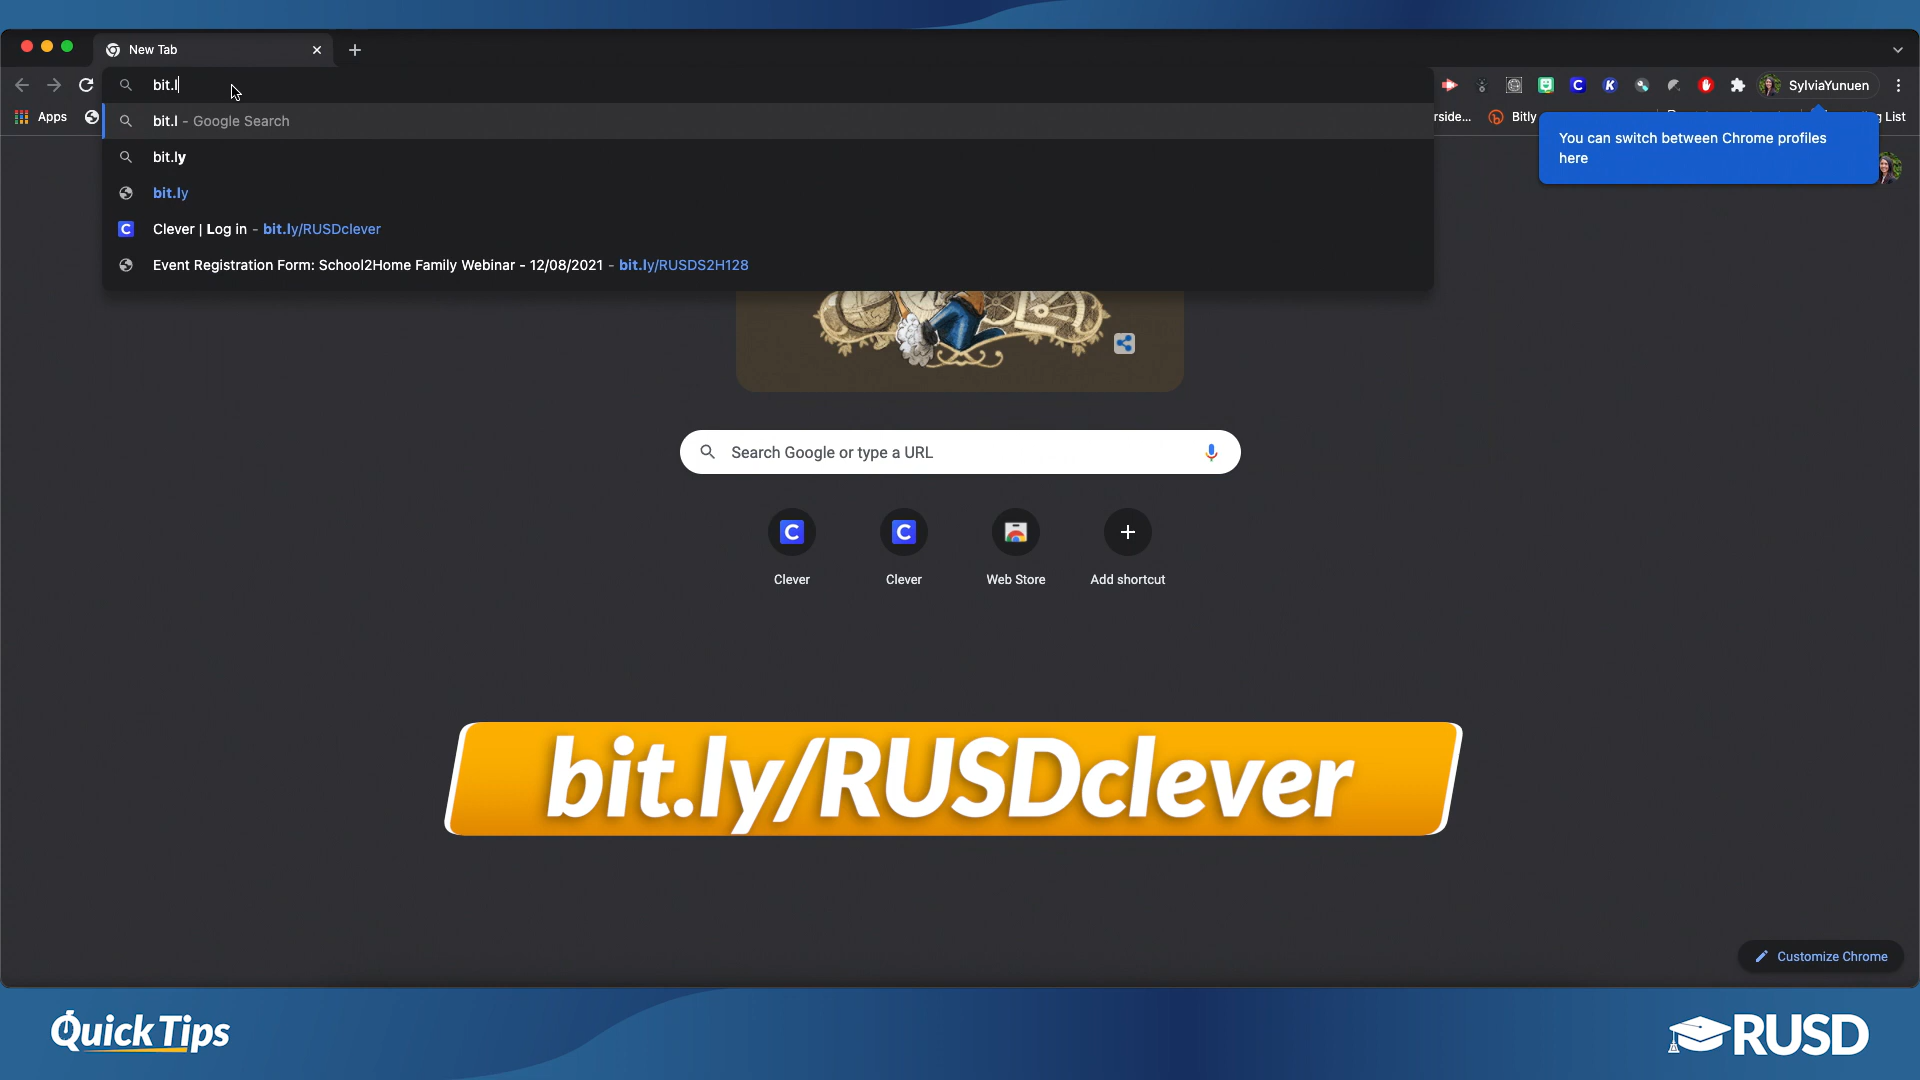 New Tab
bit.l
SylviaYunuen
Apps
rside...
Bitly
g List
bit.l - Google Search
You can switch between Chrome profiles
here
bit.ly
bit.ly
Clever | Log in - bit.ly/RUSDclever
Event Registration Form: School2Home Family Webinar - 12/08/2021 - bit.ly/RUSDS2H128
Search Google or type a URL
Clever
Clever
Web Store
Add shortcut
bit.ly/RUSDclever
Customize Chrome
Quick Tips
RUSD